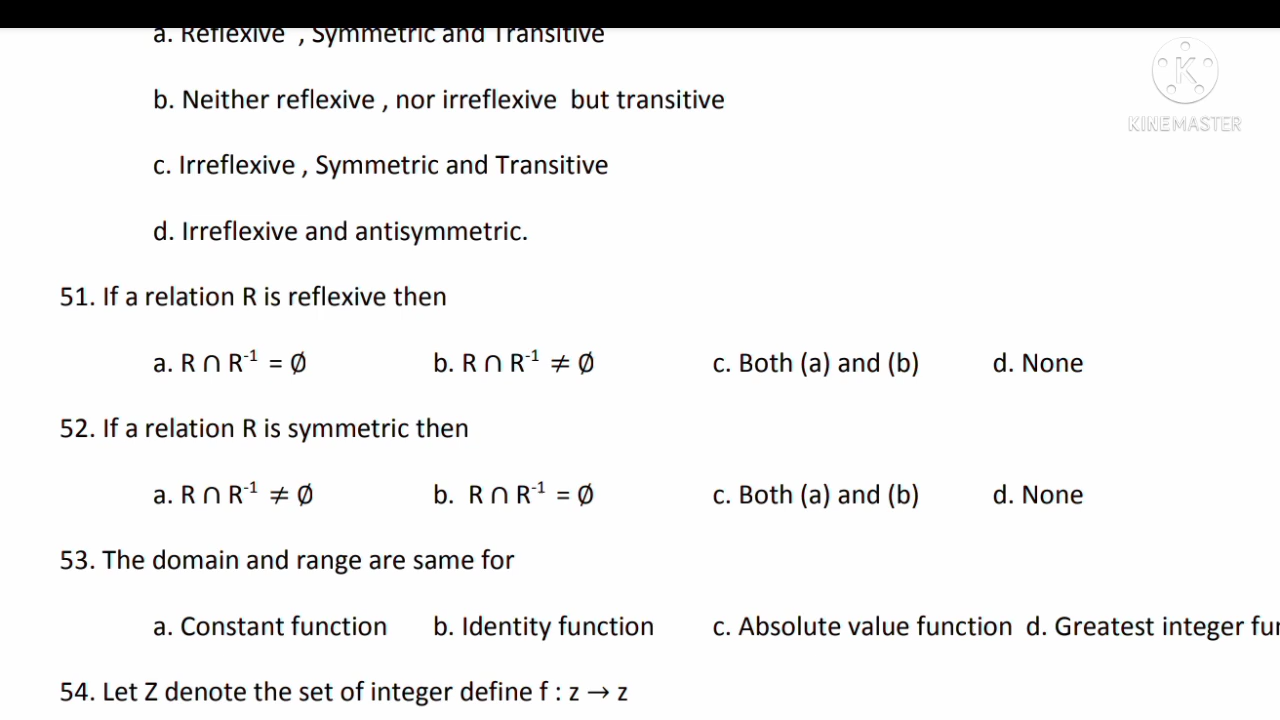 a. Reflexive , Symmetric and Transitive
b. Neither reflexive , nor irreflexive but transitive
KINEMASTER
c. Irreflexive , Symmetric and Transitive
d. Irreflexive and antisymmetric.
51. If a relation R is reflexive then
a. R ∩ R⁻¹ = Ø b. R ∩ R⁻¹ ≠ Ø c. Both (a) and (b) d. None
52. If a relation R is symmetric then
a. R ∩ R⁻¹ ≠ Ø b. R ∩ R⁻¹ = Ø c. Both (a) and (b) d. None
53. The domain and range are same for
a. Constant function b. Identity function c. Absolute value function d. Greatest integer
54. Let Z denote the set of integer define f : z → z